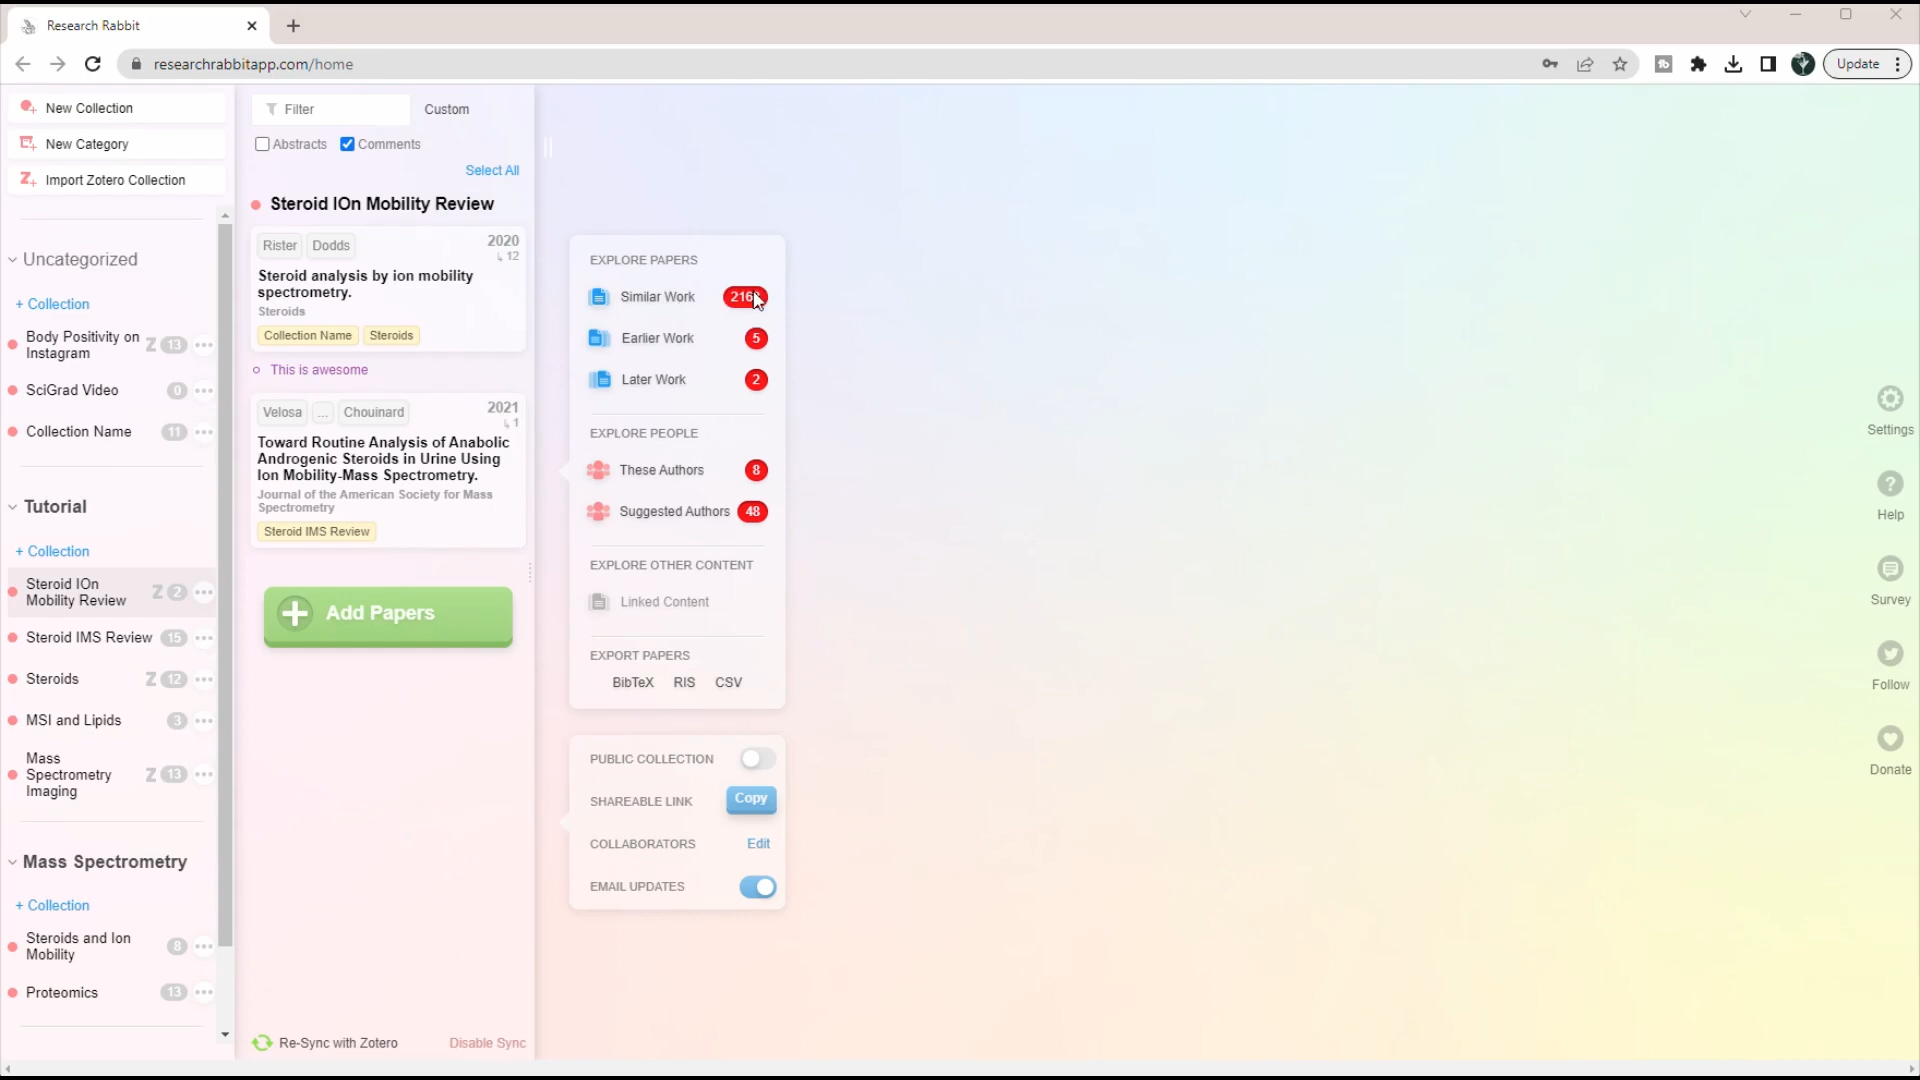 Research Rabbit
researchrabbitapp.com/home
Update
New Collection
New Category
Import Zotero Collection
Uncategorized
+ Collection
Body Positivity on
Instagram
Z 13
SciGrad Video 0
Collection Name 11
Tutorial
+ Collection
Steroid IOn
Mobility Review
Z 2
Steroid IMS Review 15
Steroids Z 12
MSI and Lipids 3
Mass
Spectrometry
Imaging
Z 13
Mass Spectrometry
+ Collection
Steroids and Ion
Mobility
8
Proteomics 13
Filter
Custom
Abstracts Comments
Select All
Steroid IOn Mobility Review
Rister Dodds 2020
12
Steroid analysis by ion mobility
spectrometry.
Steroids
Collection Name Steroids
This is awesome
Velosa ... Chouinard 2021
1
Toward Routine Analysis of Anabolic
Androgenic Steroids in Urine Using
Ion Mobility-Mass Spectrometry.
Journal of the American Society for Mass
Spectrometry
Steroid IMS Review
Add Papers
Re-Sync with Zotero Disable Sync
EXPLORE PAPERS
Similar Work
Earlier Work 5
Later Work 2
EXPLORE PEOPLE
These Authors 8
Suggested Authors 48
EXPLORE OTHER CONTENT
Linked Content
EXPORT PAPERS
BibTeX RIS CSV
PUBLIC COLLECTION
SHAREABLE LINK Copy
COLLABORATORS Edit
EMAIL UPDATES
Settings
?
Help
Survey
Follow
Donate